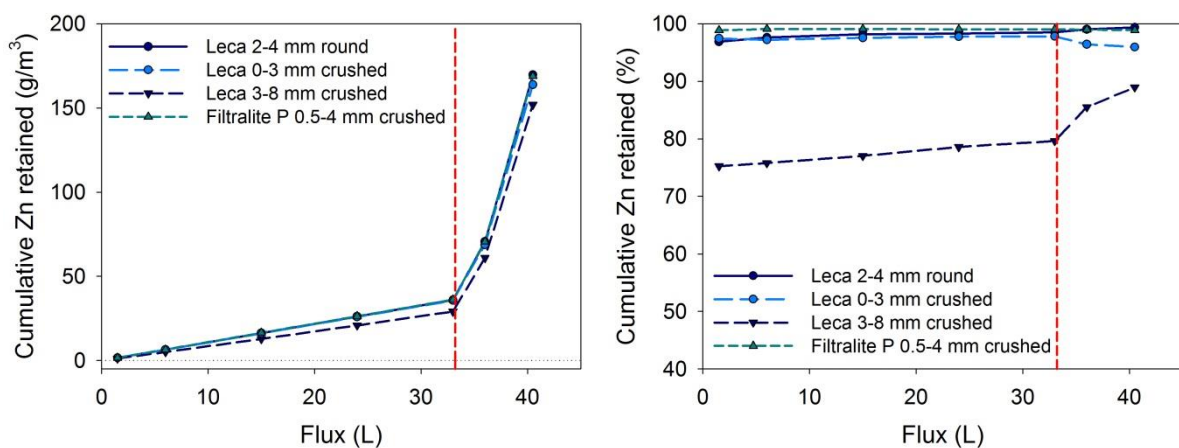 Cumulative Zn retained (g/m³)
200
150
100
50
0
Leca 2-4 mm round
Leca 0-3 mm crushed
Leca 3-8 mm crushed
Filtralite P 0.5-4 mm crushed
0 10 20 30 40
Flux (L)
Cumulative Zn retained (%)
100
90
80
70
60
50
40
Leca 2-4 mm round
Leca 0-3 mm crushed
Leca 3-8 mm crushed
Filtralite P 0.5-4 mm crushed
0 10 20 30 40
Flux (L)